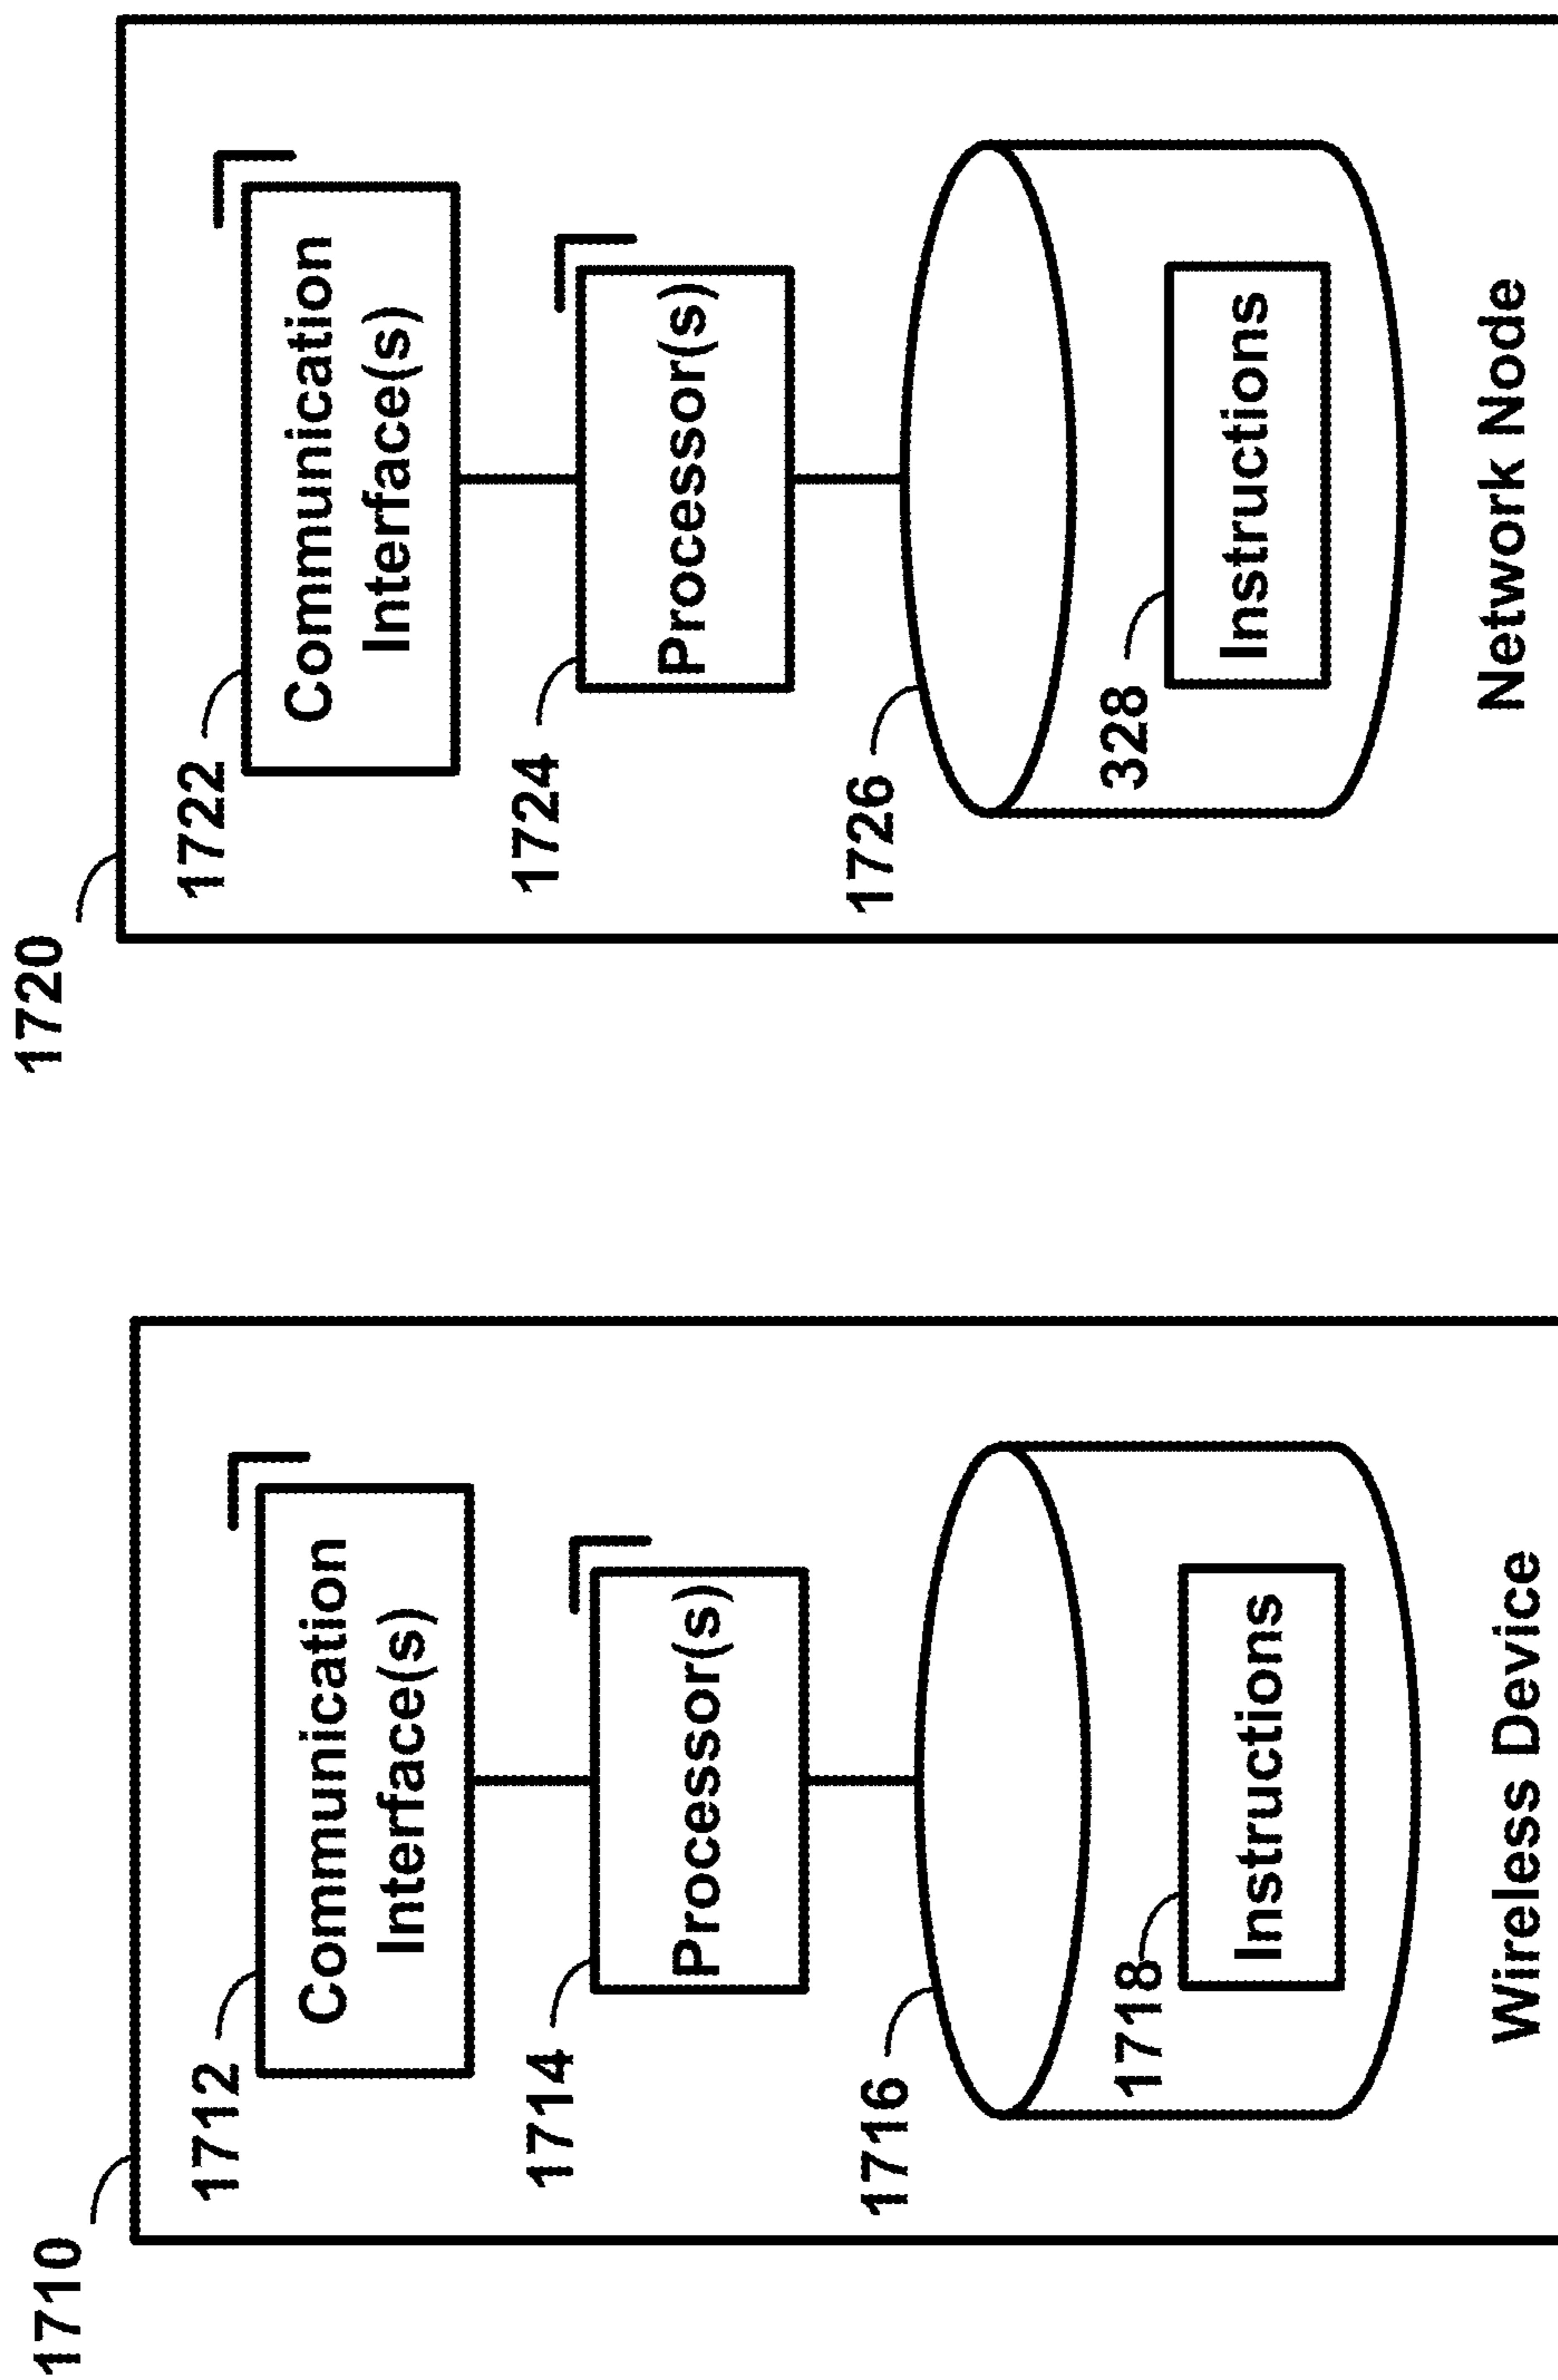 1710
1712
Communication
Interface(s)
1714
Processor(s)
1716
1718
Instructions
Wireless Device
1720
1722
Communication
Interface(s)
1724
Processor(s)
1726
328
Instructions
Network Node